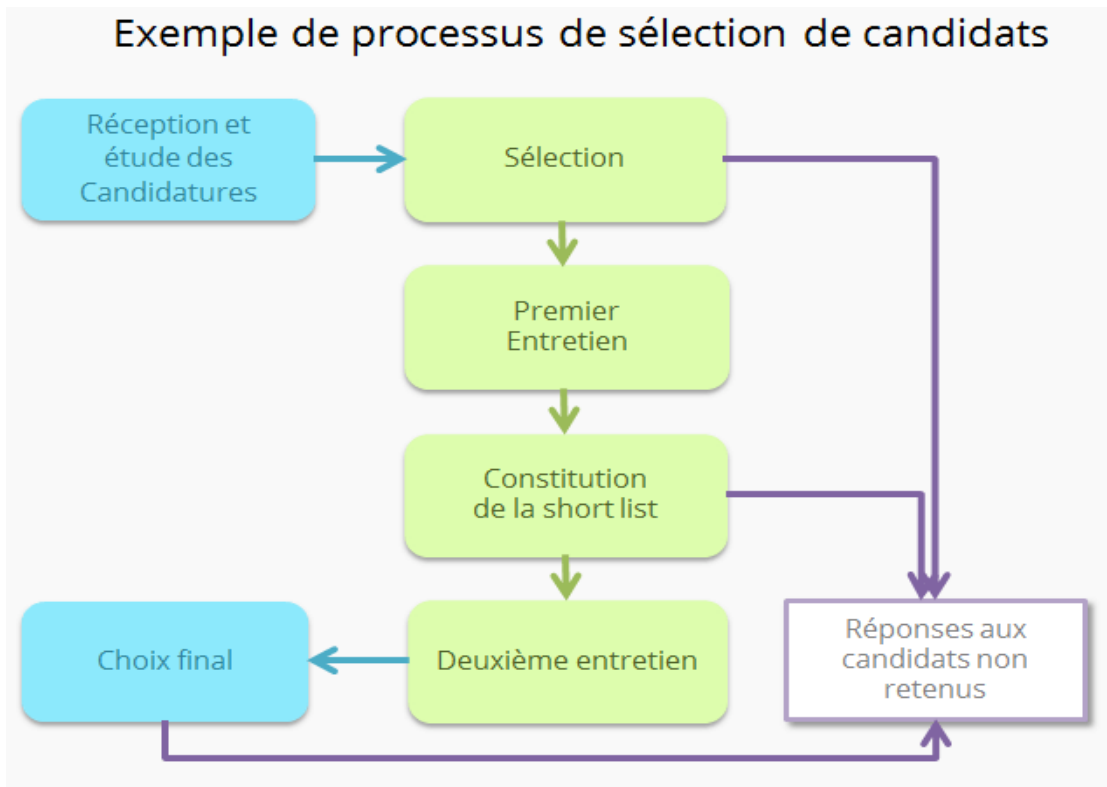 Exemple de processus de sélection de candidats
Réception et
étude des
Candidatures
Sélection
Premier
Entretien
Constitution
de la short list
Choix final
Deuxième entretien
Réponses aux
candidats non
retenus